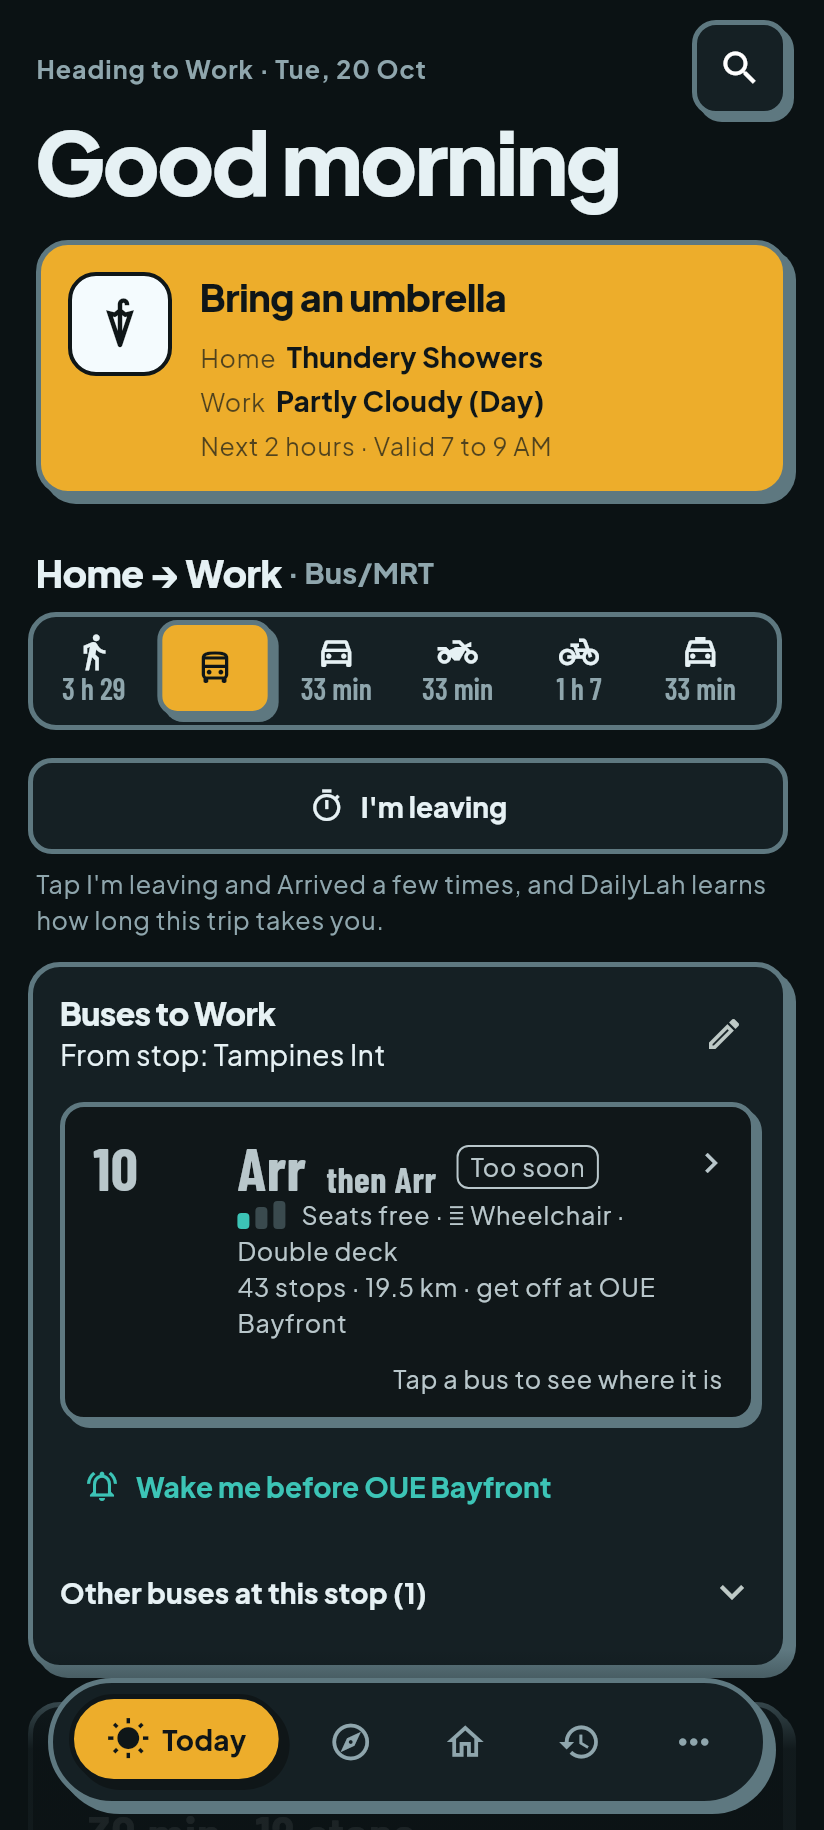 Heading to Work · Tue, 20 Oct
Good morning
Bring an umbrella
Home Thundery Showers
Work Partly Cloudy (Day)
Next 2 hours · Valid 7 to 9 AM
Home → Work · Bus/MRT
3 h 29 33 min 33 min 1 h 7 33 min
I'm leaving
Tap I'm leaving and Arrived a few times, and DailyLah learns
how long this trip takes you.
Buses to Work
From stop: Tampines Int
10 Arr then Arr Too soon
Seats free · Wheelchair ·
Double deck
43 stops · 19.5 km · get off at OUE
Bayfront
Tap a bus to see where it is
Wake me before OUE Bayfront
Other buses at this stop (1)
Today